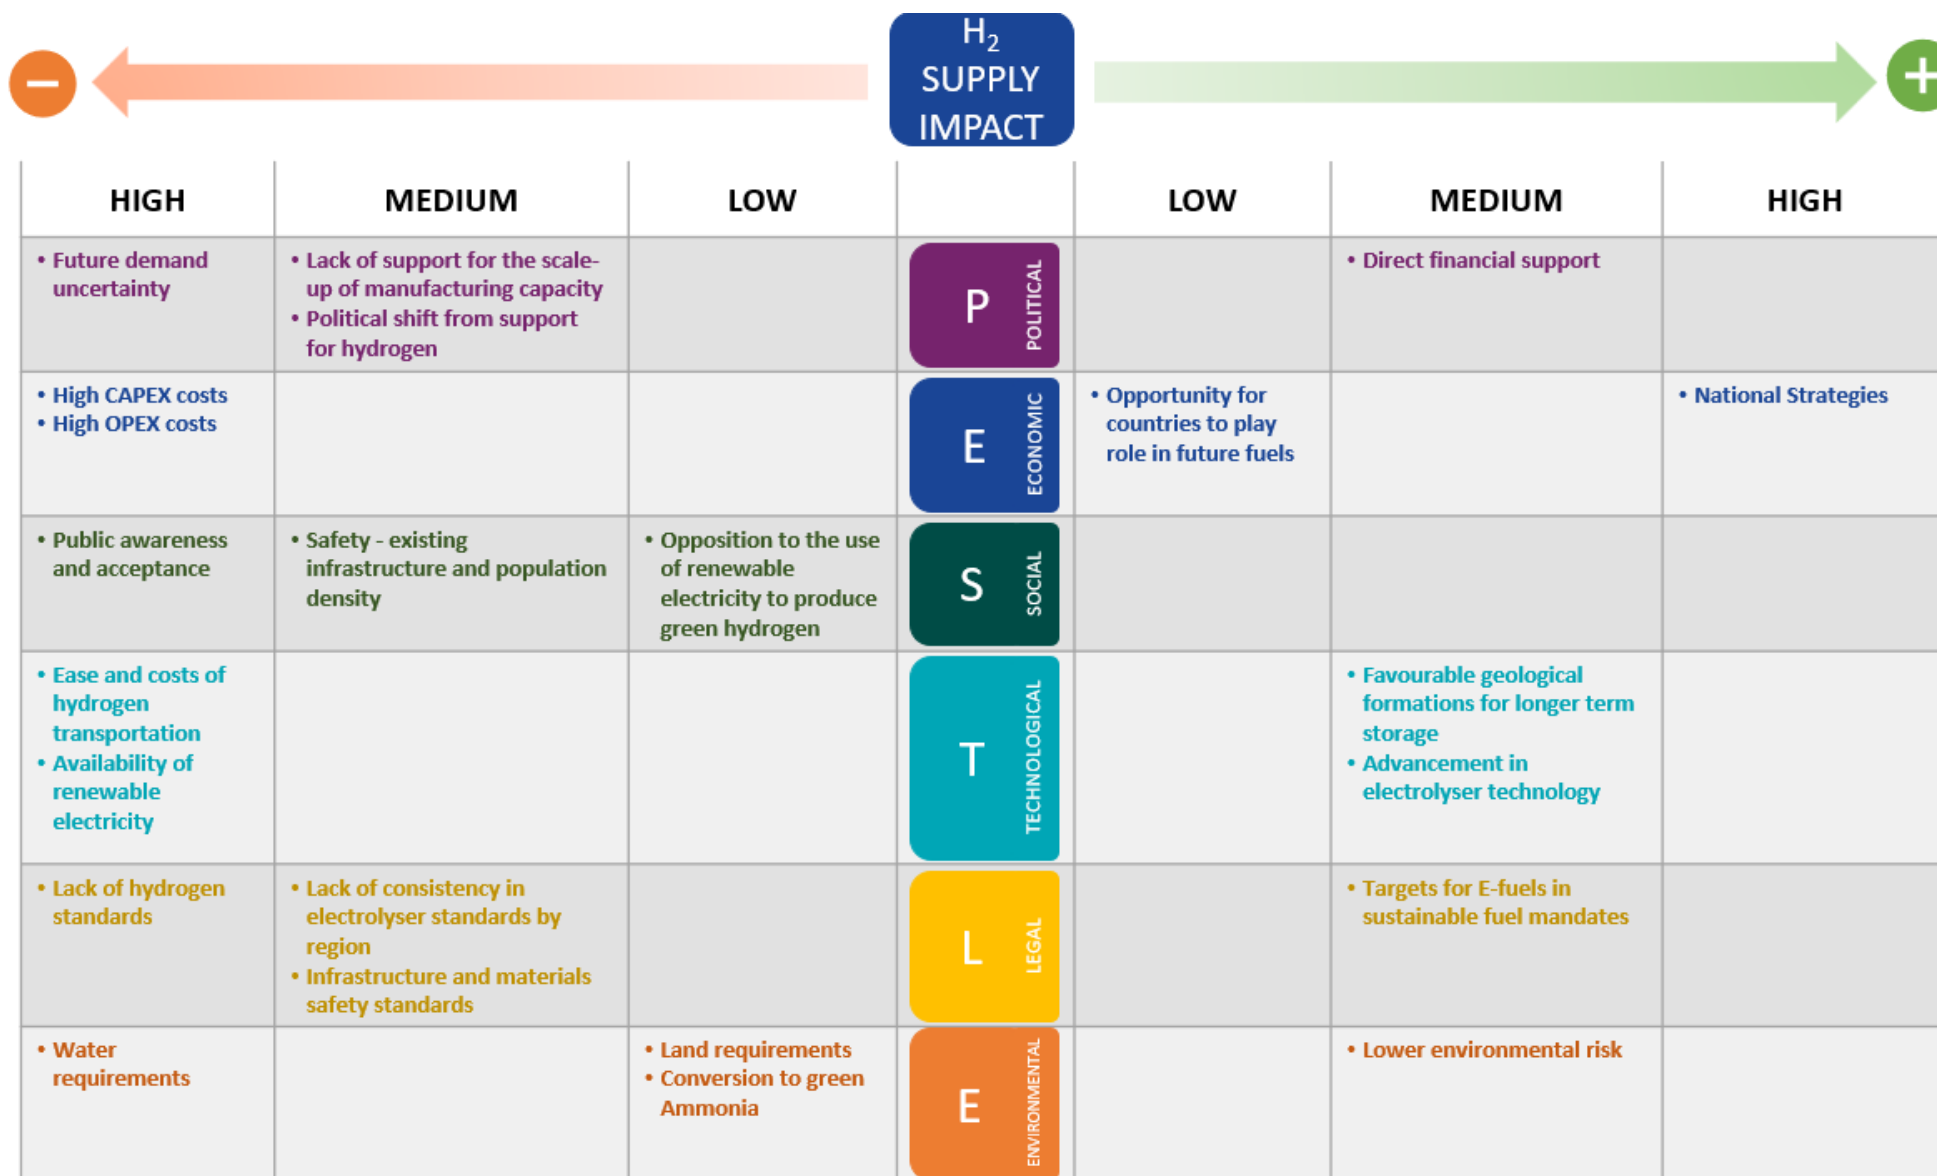 H₂
SUPPLY
IMPACT
−
+
HIGH
MEDIUM
LOW
LOW
MEDIUM
HIGH
• Future demand
uncertainty
• Lack of support for the scale-
up of manufacturing capacity
• Political shift from support
for hydrogen
P
POLITICAL
• Direct financial support
• High CAPEX costs
• High OPEX costs
E
ECONOMIC
• Opportunity for
countries to play
role in future fuels
• National Strategies
• Public awareness
and acceptance
• Safety - existing
infrastructure and population
density
• Opposition to the use
of renewable
electricity to produce
green hydrogen
S
SOCIAL
• Ease and costs of
hydrogen
transportation
• Availability of
renewable
electricity
T
TECHNOLOGICAL
• Favourable geological
formations for longer term
storage
• Advancement in
electrolyser technology
• Lack of hydrogen
standards
• Lack of consistency in
electrolyser standards by
region
• Infrastructure and materials
safety standards
L
LEGAL
• Targets for E-fuels in
sustainable fuel mandates
• Water
requirements
• Land requirements
• Conversion to green
Ammonia
E
ENVIRONMENTAL
• Lower environmental risk